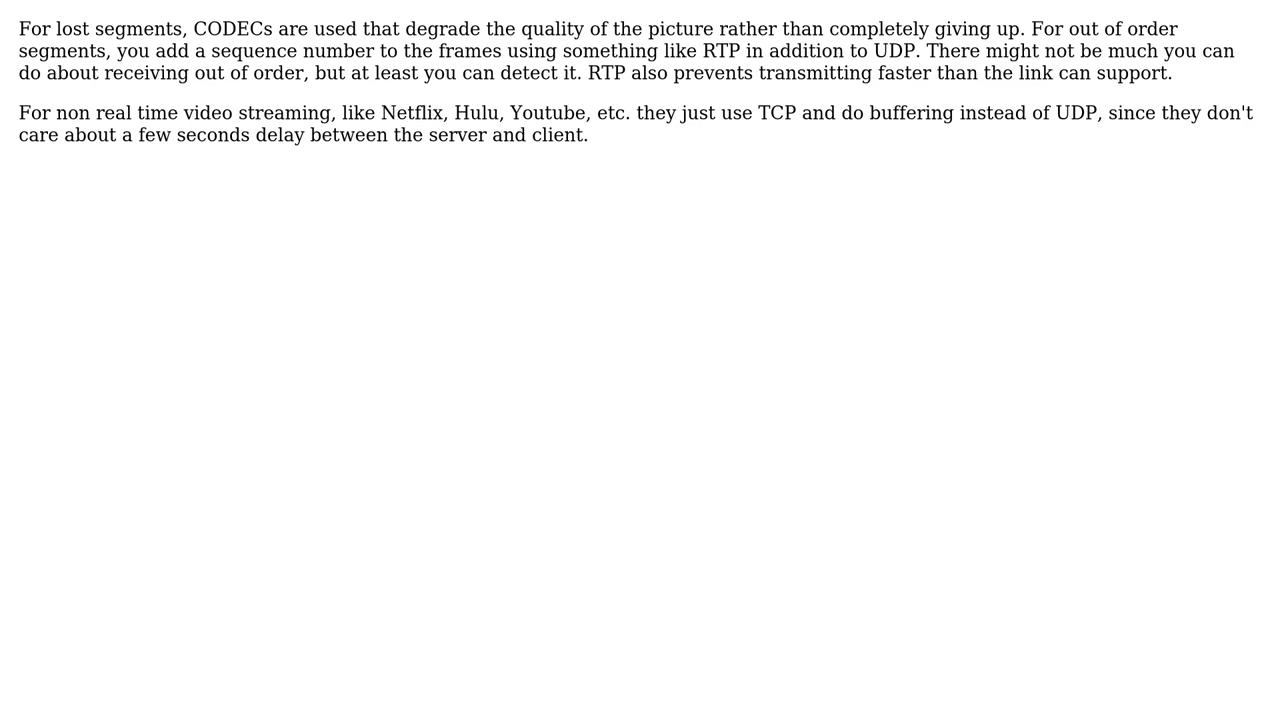 For lost segments, CODECs are used that degrade the quality of the picture rather than completely giving up. For out of order
segments, you add a sequence number to the frames using something like RTP in addition to UDP. There might not be much you can
do about receiving out of order, but at least you can detect it. RTP also prevents transmitting faster than the link can support.
For non real time video streaming, like Netflix, Hulu, Youtube, etc. they just use TCP and do buffering instead of UDP, since they don't
care about a few seconds delay between the server and client.